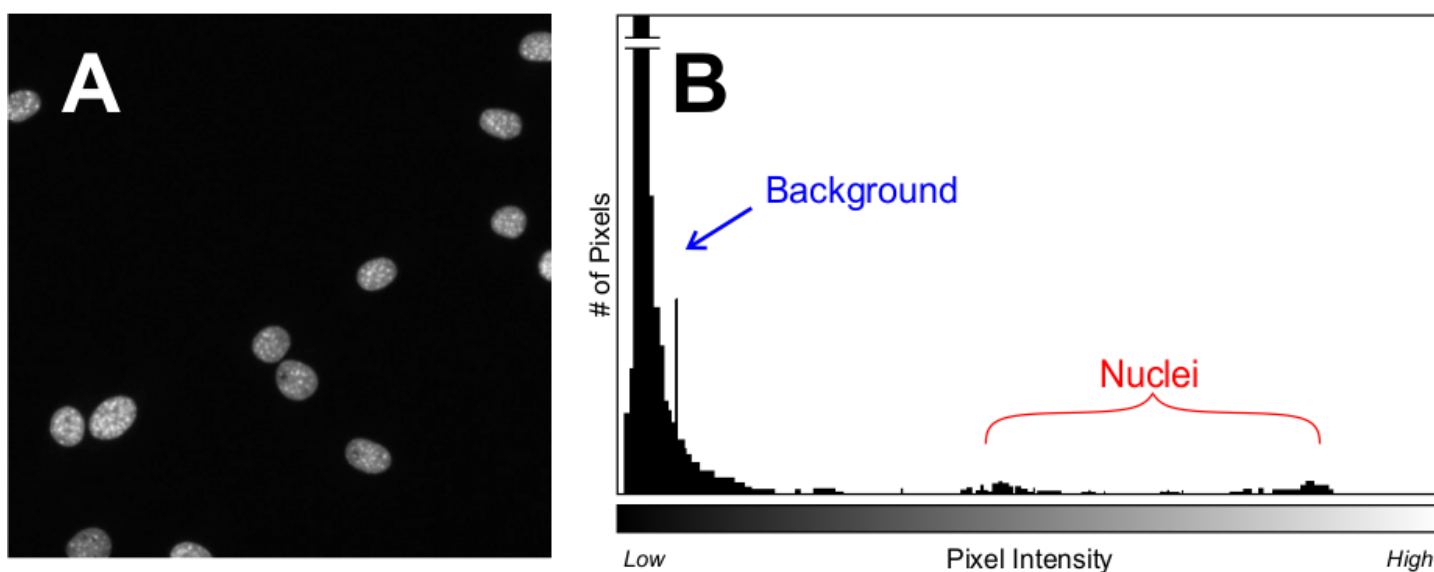 A
B
Background
# of Pixels
Nuclei
Low
Pixel Intensity
High